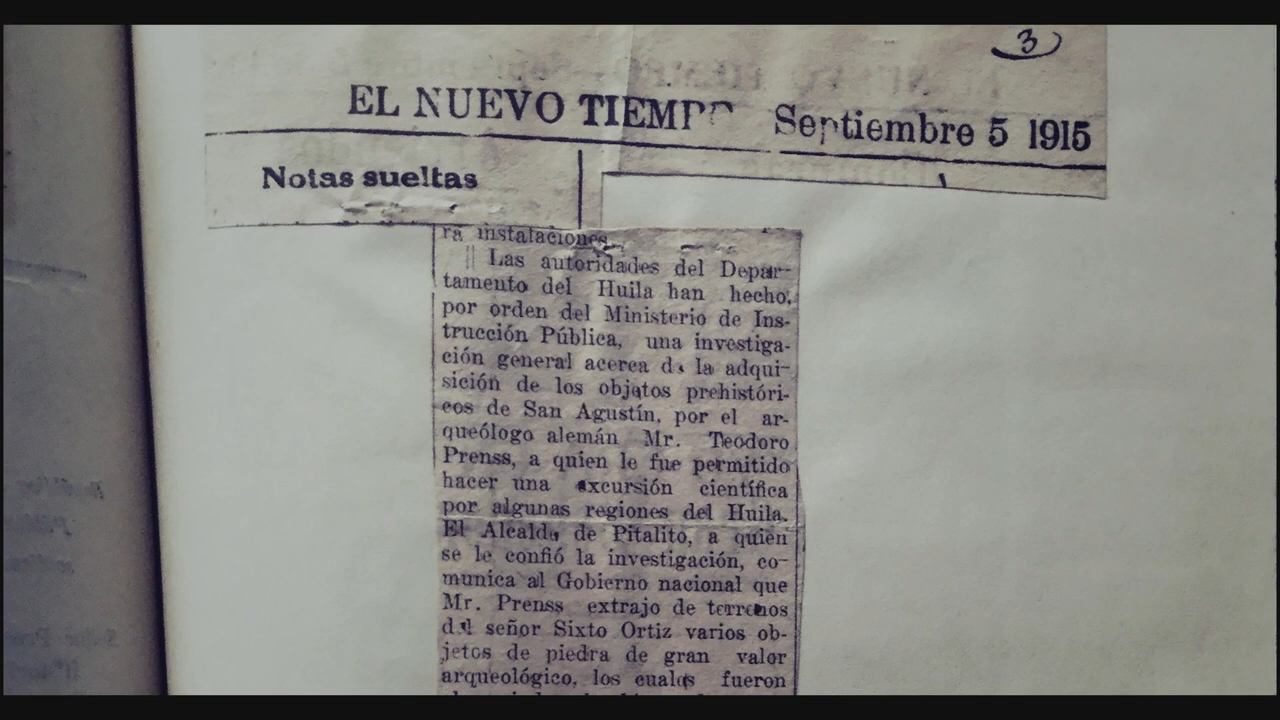 3
EL NUEVO TIEMPO Septiembre 5 1915
Notas sueltas
ra instalaciones
Las autoridades del Depar-
tamento del Huila han hecho,
por orden del Ministerio de Ins-
trucción Pública, una investiga-
ción general acerca de la adqui-
sición de los objetos prehistóri-
cos de San Agustín, por el ar-
queólogo alemán Mr. Teodoro
Prenss, a quien le fue permitido
hacer una excursión científica
por algunas regiones del Huila.
El Alcalde de Pitalito, a quien
se le confió la investigación, co-
munica al Gobierno nacional que
Mr. Prenss extrajo de terrenos
del señor Sixto Ortiz varios ob-
jetos de piedra de gran valor
arqueológico, los cuales fueron